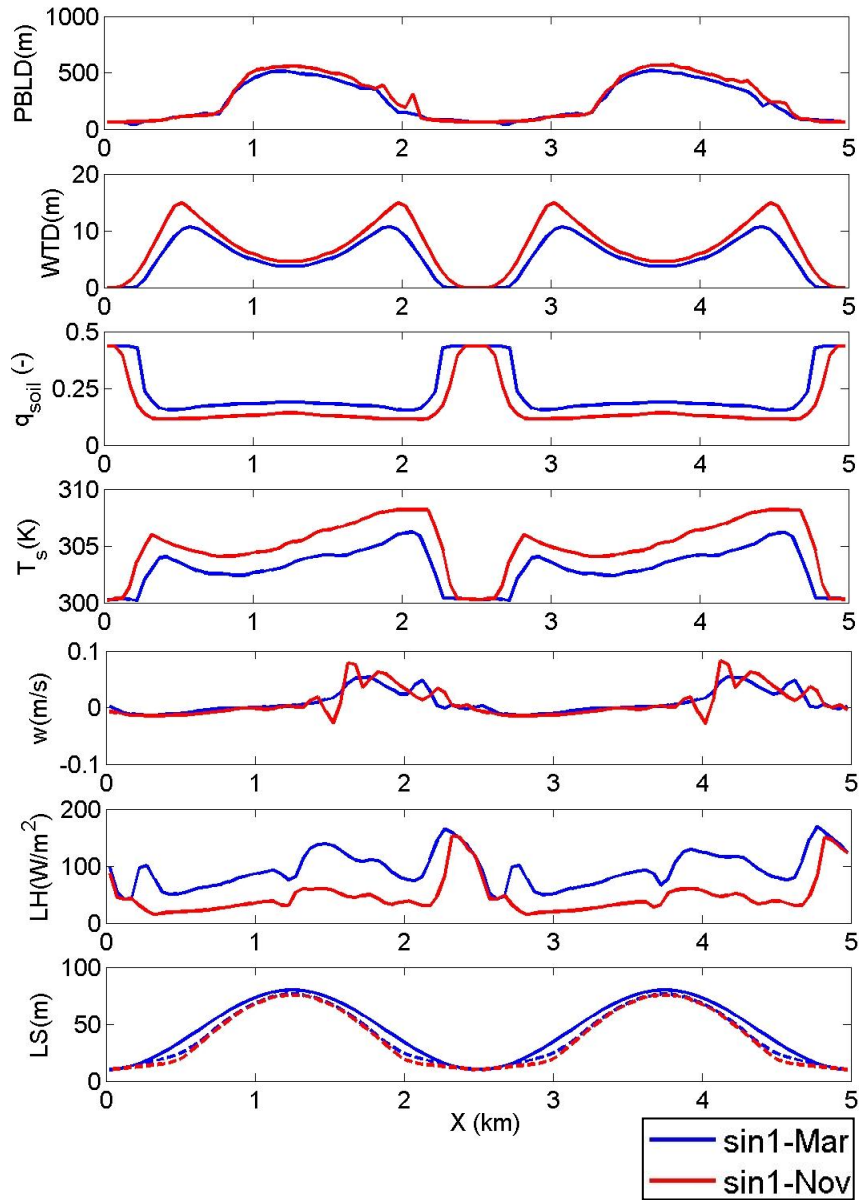 1000
500
0
PBLD(m)
0 1 2 3 4 5
20
10
0
WTD(m)
0 1 2 3 4 5
0.5
0.25
0
q_soil (-)
0 1 2 3 4 5
310
305
300
T_s(K)
0 1 2 3 4 5
0.1
0
-0.1
w(m/s)
0 1 2 3 4 5
200
100
0
LH(W/m²)
0 1 2 3 4 5
100
50
0
LS(m)
0 1 2 3 4 5
X (km)
sin1-Mar
sin1-Nov